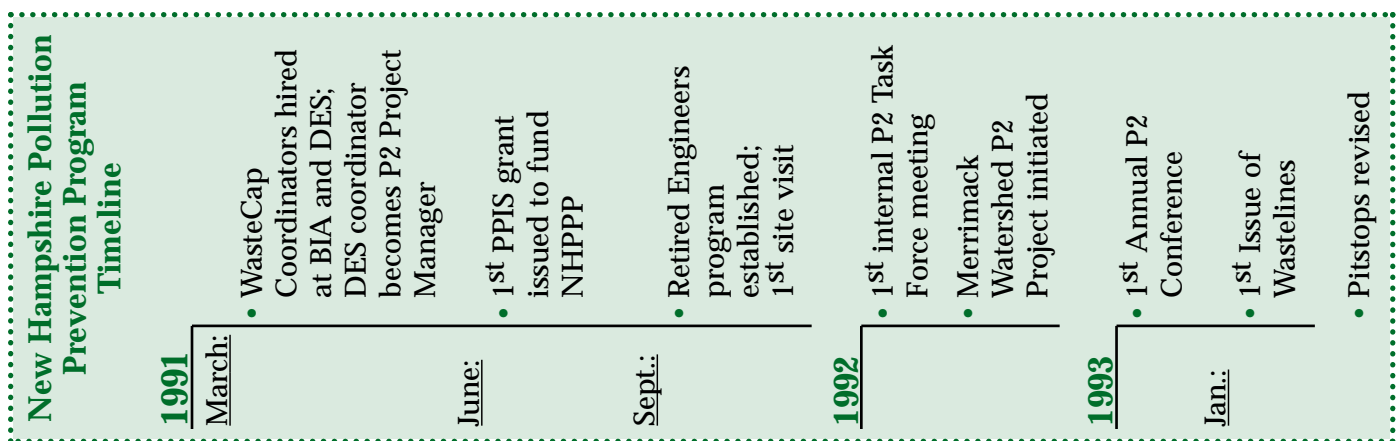 New Hampshire Pollution
Prevention Program
Timeline
1991
March:
• WasteCap
Coordinators hired
at BIA and DES;
DES coordinator
becomes P2 Project
Manager
June:
• 1st PPIS grant
issued to fund
NHPPP
Sept.:
• Retired Engineers
program
established;
1st site visit
1992
• 1st internal P2 Task
Force meeting
• Merrimack
Watershed P2
Project initiated
1993
• 1st Annual P2
Conference
Jan.:
• 1st Issue of
Wastelines
• Pitstops revised